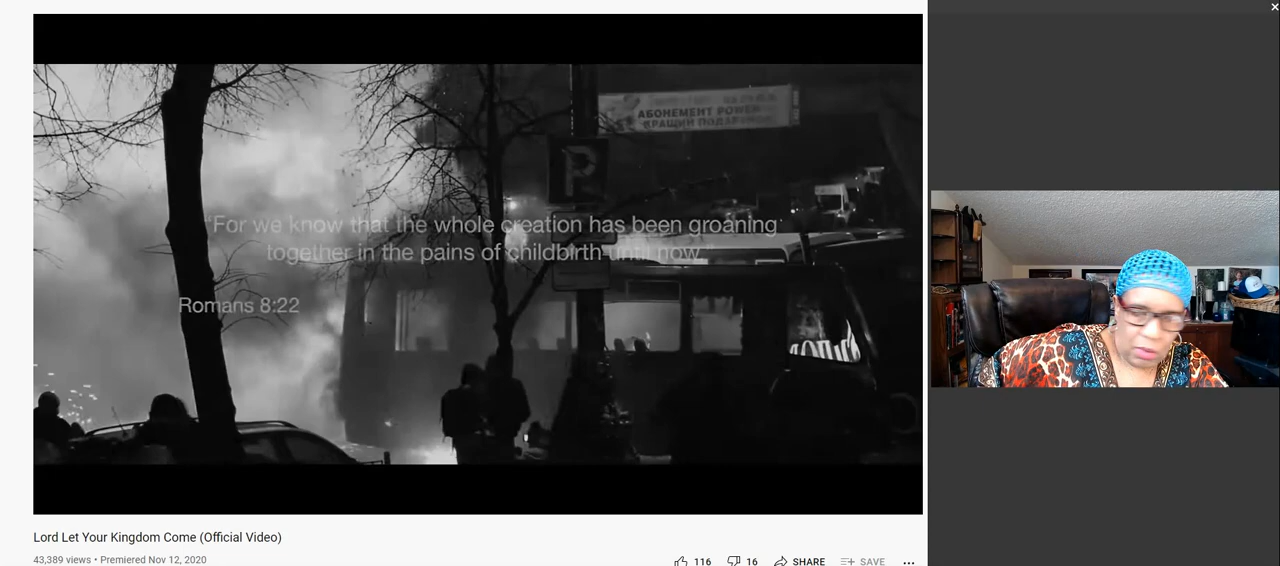 АБОНЕМЕНТ POWER
КРАЩИЙ ПОДАРУНОК
P
"For we know that the whole creation has been groaning
together in the pains of childbirth until now
Romans 8:22
Lord Let Your Kingdom Come (Official Video)
43,389 views • Premiered Nov 12, 2020
116
16
SHARE
SAVE